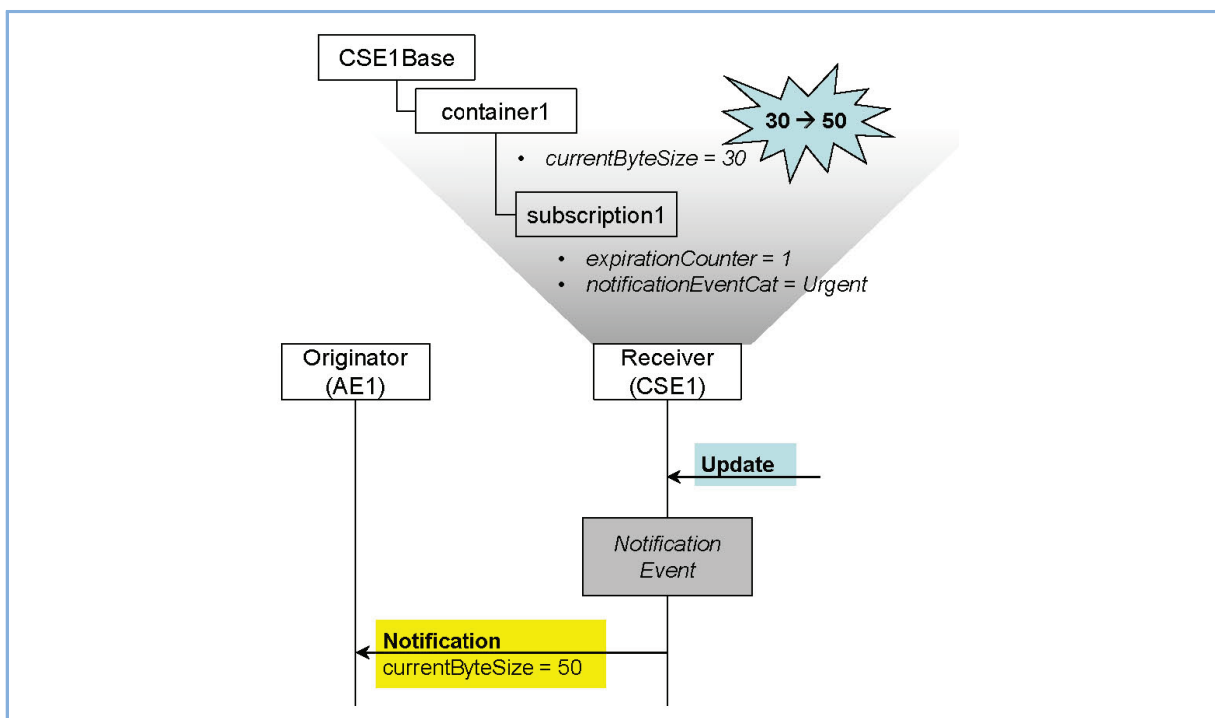 CSE1Base
container1
30 → 50
• currentByteSize = 30
subscription1
• expirationCounter = 1
• notificationEventCat = Urgent
Originator
(AE1)
Receiver
(CSE1)
Update
Notification
Event
Notification
currentByteSize = 50